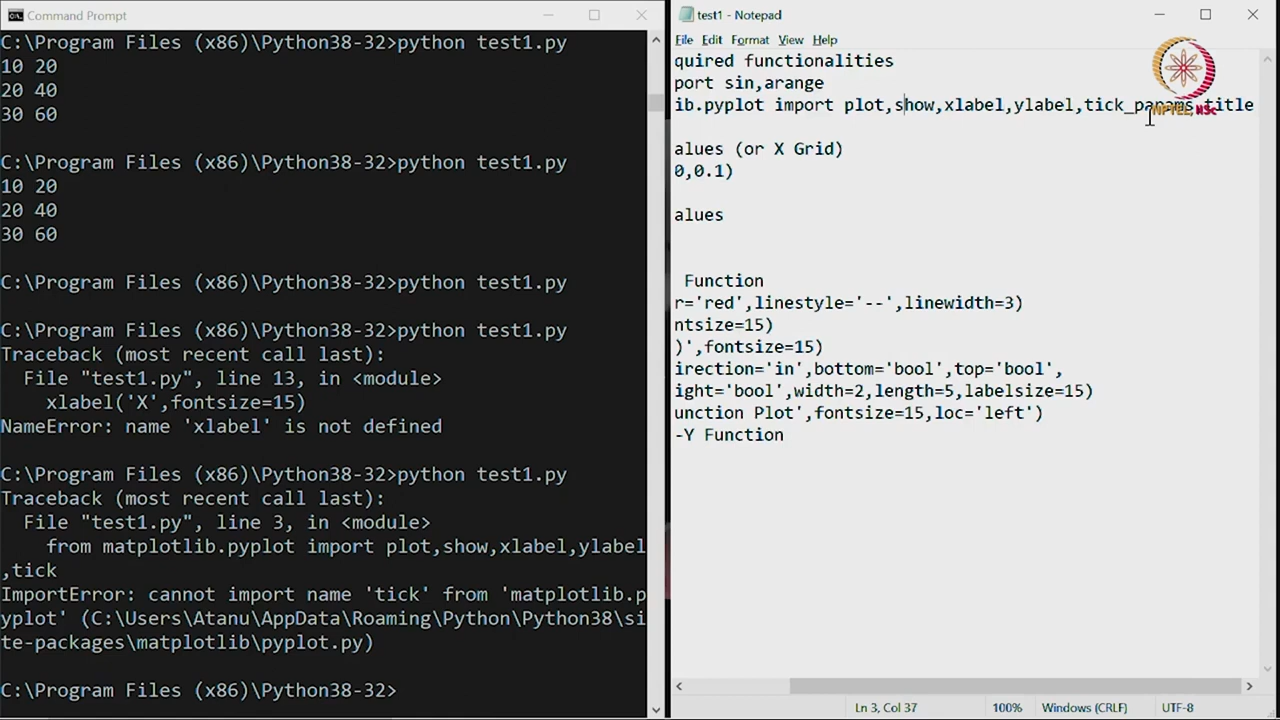 Command Prompt
C:\Program Files (x86)\Python38-32>python test1.py
10 20
20 40
30 60
C:\Program Files (x86)\Python38-32>python test1.py
10 20
20 40
30 60
C:\Program Files (x86)\Python38-32>python test1.py
C:\Program Files (x86)\Python38-32>python test1.py
Traceback (most recent call last):
  File "test1.py", line 13, in <module>
    xlabel('X',fontsize=15)
NameError: name 'xlabel' is not defined
C:\Program Files (x86)\Python38-32>python test1.py
Traceback (most recent call last):
  File "test1.py", line 3, in <module>
    from matplotlib.pyplot import plot,show,xlabel,ylabel
,tick
ImportError: cannot import name 'tick' from 'matplotlib.p
yplot' (C:\Users\Atanu\AppData\Roaming\Python\Python38\si
te-packages\matplotlib\pyplot.py)
C:\Program Files (x86)\Python38-32>
test1 - Notepad
File Edit Format View Help
quired functionalities
port sin,arange
ib.pyplot import plot,show,xlabel,ylabel,tick_params,title
NPTEL, IISc
alues (or X Grid)
0,0.1)
alues
Function
r='red',linestyle='--',linewidth=3)
ntsize=15)
)',fontsize=15)
irection='in',bottom='bool',top='bool',
ight='bool',width=2,length=5,labelsize=15)
unction Plot',fontsize=15,loc='left')
-Y Function
Ln 3, Col 37
100%
Windows (CRLF)
UTF-8